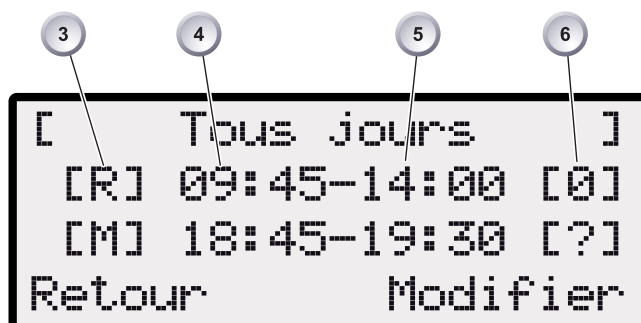 3 4 5 6
[ Tous jours ]
[R] 09:45-14:00 [0]
[M] 18:45-19:30 [?]
Retour Modifier